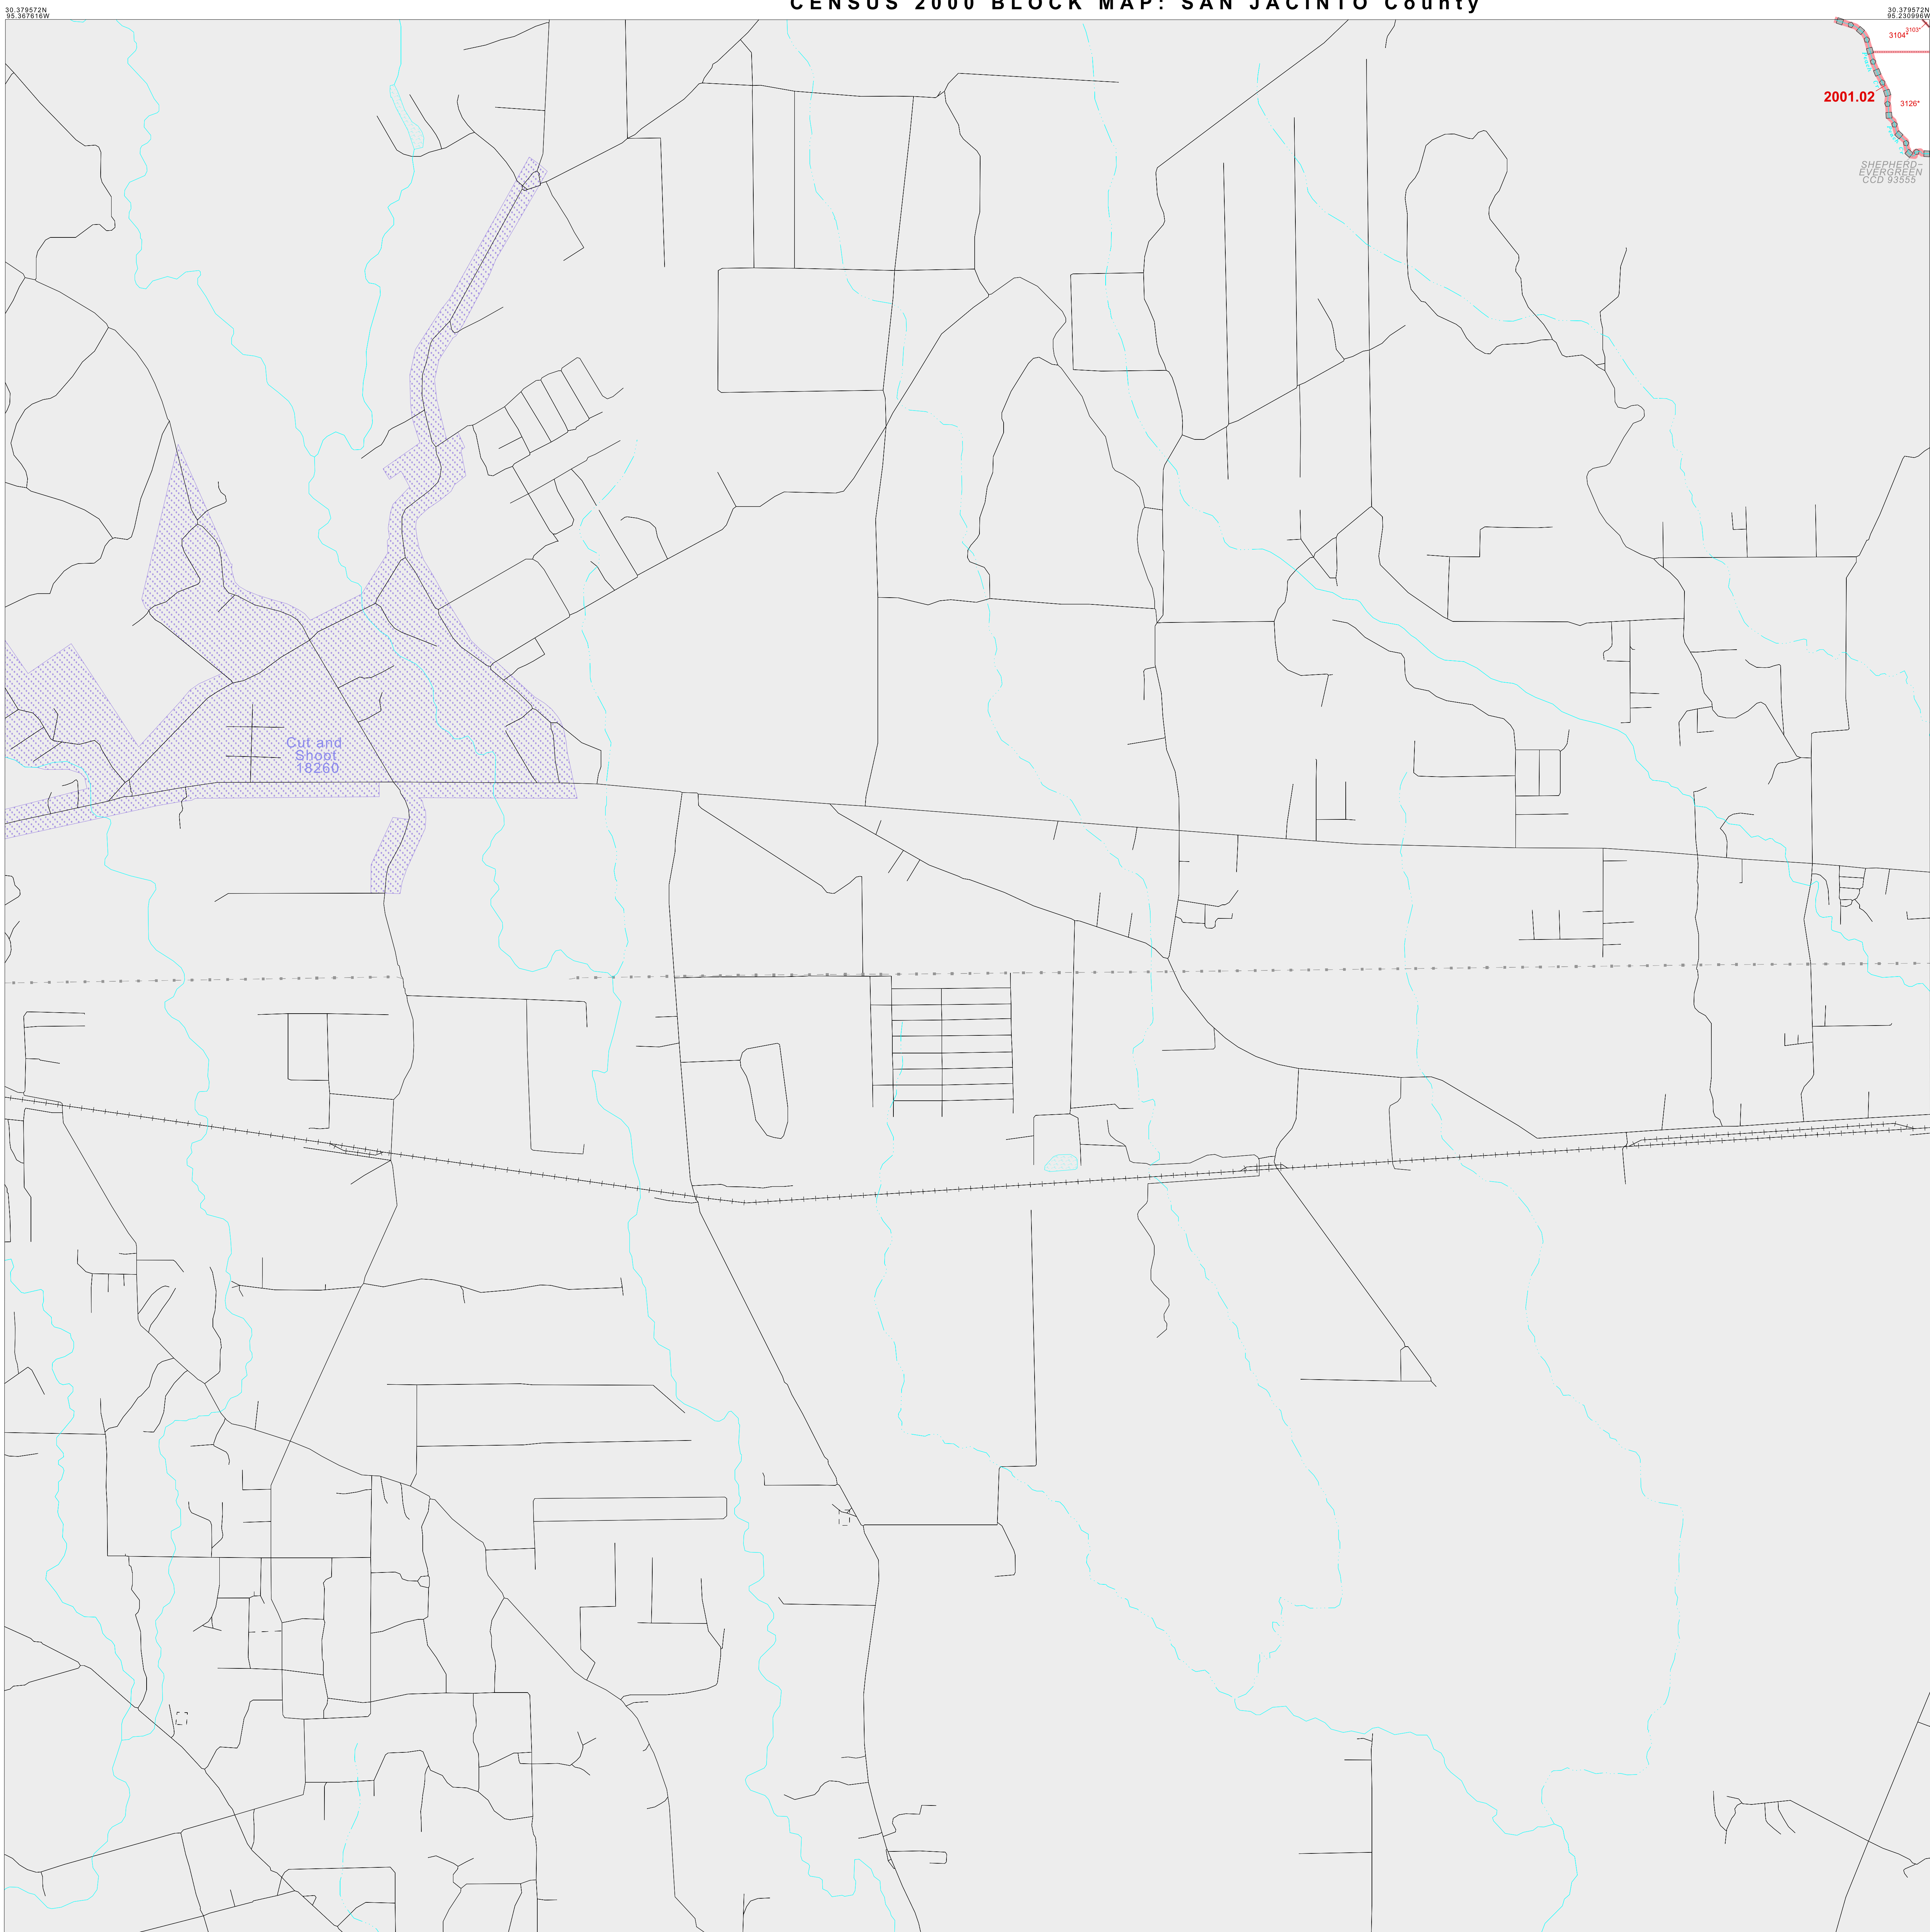 CENSUS 2000 BLOCK MAP: SAN JACINTO County
30.379572N
95.367616W
30.379572N
95.230996W
3103*
3104*
2001.02
3126*
SHEPHERD-
EVERGREEN
CCD 93555
Cut and
Shoot
18260